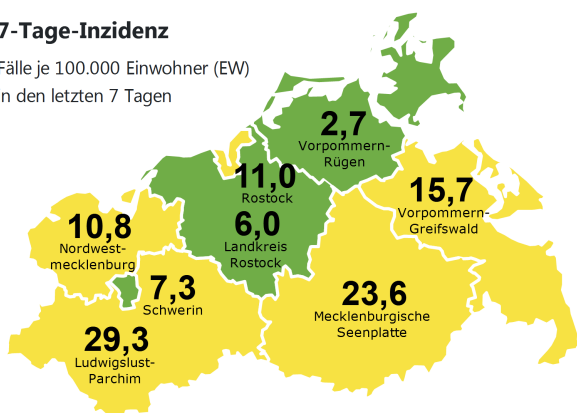 7-Tage-Inzidenz
Fälle je 100.000 Einwohner (EW)
in den letzten 7 Tagen
2,7
Vorpommern-
Rügen
11,0
Rostock
15,7
Vorpommern-
Greifswald
6,0
Landkreis
Rostock
10,8
Nordwest-
mecklenburg
7,3
Schwerin
23,6
Mecklenburgische
Seenplatte
29,3
Ludwigslust-
Parchim